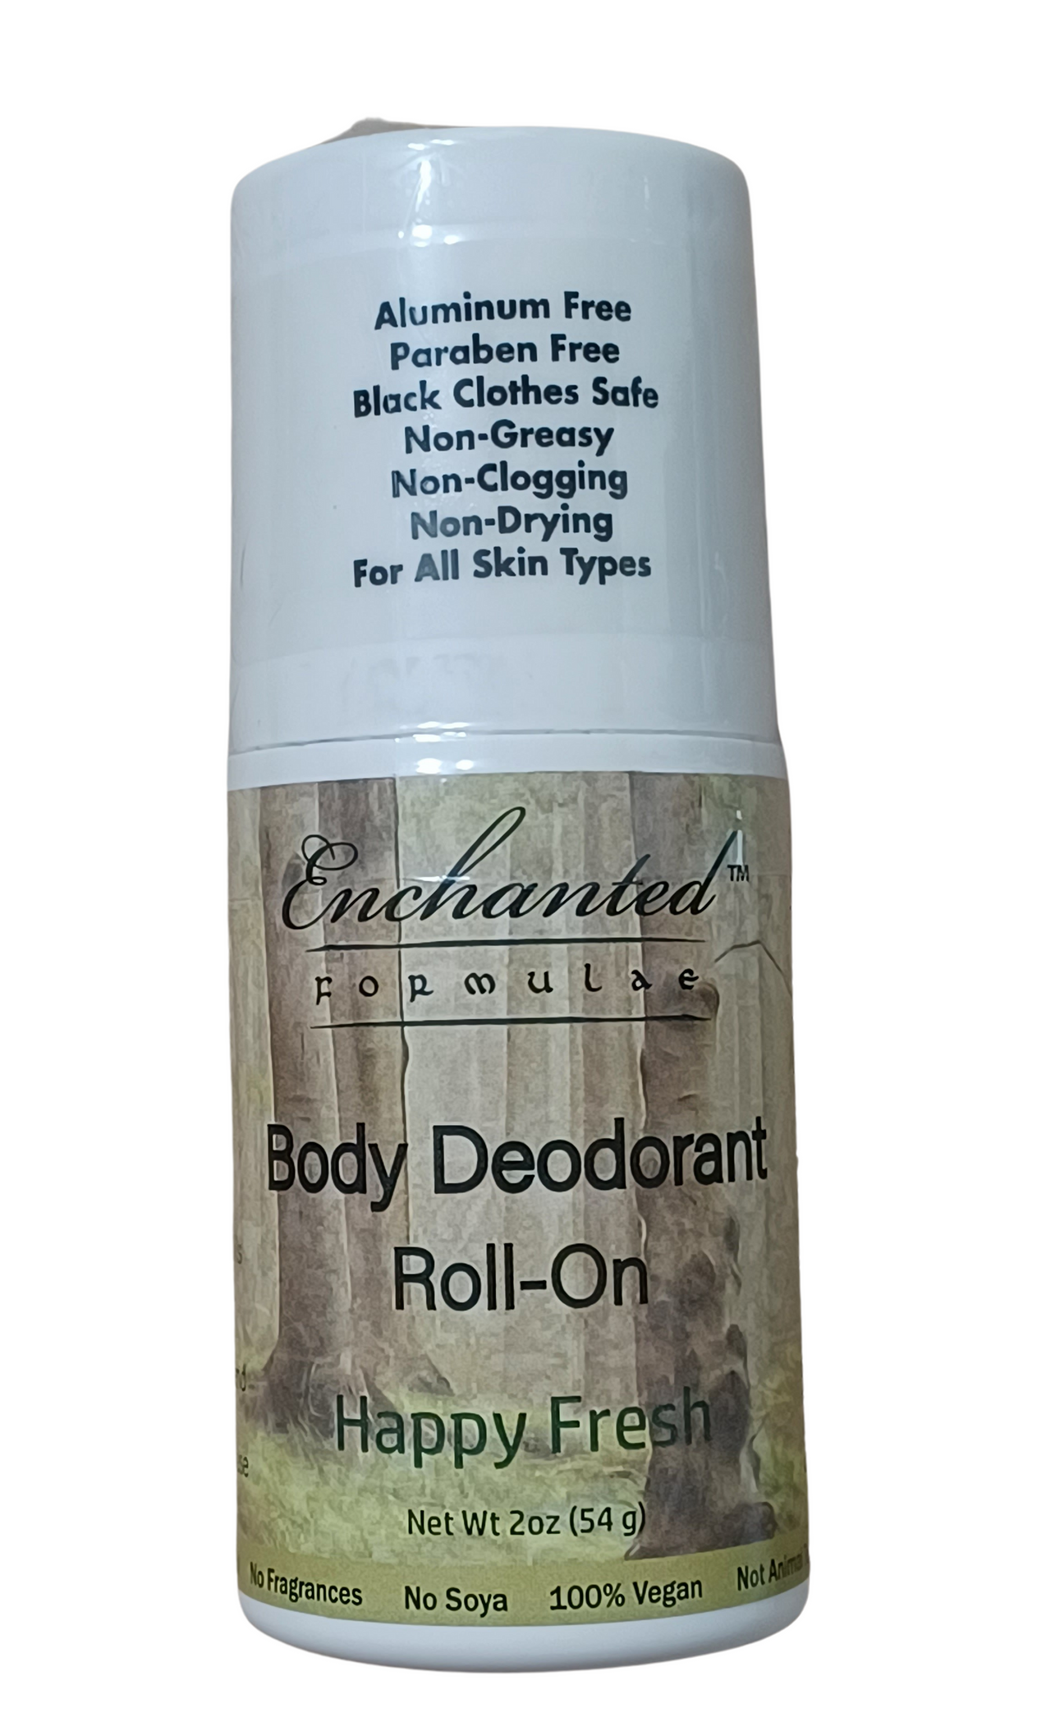 Aluminum Free
Paraben Free
Black Clothes Safe
Non-Greasy
Non-Clogging
Non-Drying
For All Skin Types
Enchanted™
FORMULAE
Body Deodorant
Roll-On
Happy Fresh
Net Wt 2oz (54 g)
No Fragrances No Soya 100% Vegan Not Animal